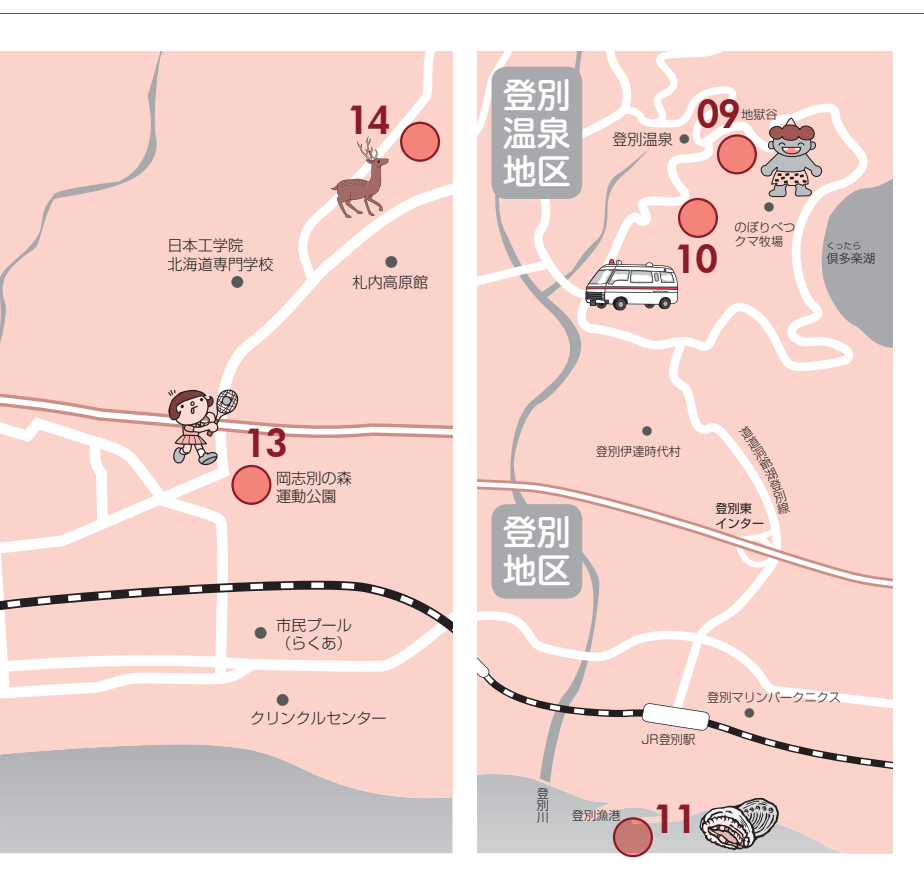 14
日本工学院
北海道専門学校
札内高原館
13
岡志別の森
運動公園
市民プール
（らくあ）
クリンクルセンター
登別
温泉
地区
09
地獄谷
登別温泉
のぼりべつ
クマ牧場
10
くったら
倶多楽湖
登別伊達時代村
道道洞爺湖登別線
登別東
インター
登別
地区
登別マリンパークニクス
JR登別駅
登別川
登別漁港
11